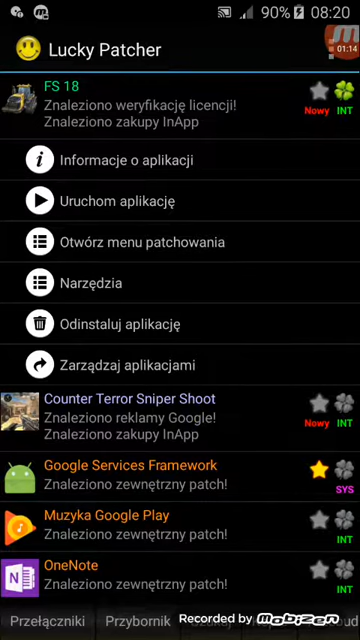 90% 08:20
Lucky Patcher
01:14
FS 18
Znaleziono weryfikację licencji!
Znaleziono zakupy InApp
Nowy INT
Informacje o aplikacji
Uruchom aplikację
Otwórz menu patchowania
Narzędzia
Odinstaluj aplikację
Zarządzaj aplikacjami
Counter Terror Sniper Shoot
Znaleziono reklamy Google!
Znaleziono zakupy InApp
Nowy INT
Google Services Framework
Znaleziono zewnętrzny patch!
SYS
Muzyka Google Play
Znaleziono zewnętrzny patch!
INT
N
OneNote
Znaleziono zewnętrzny patch!
INT
Przełączniki Przybornik
Recorded by Mobizen